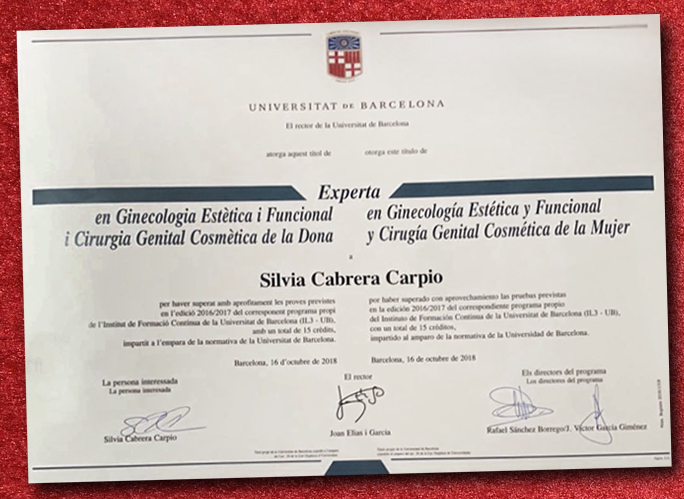 UNIVERSITAT DE BARCELONA
El rector de la Universitat de Barcelona
atorga aquest títol de
otorga este título de
Experta
en Ginecologia Estètica i Funcional
i Cirurgia Genital Cosmètica de la Dona
en Ginecología Estética y Funcional
y Cirugía Genital Cosmética de la Mujer
a
Silvia Cabrera Carpio
per haver superat amb aprofitament les proves previstes
en l'edició 2016/2017 del corresponent programa propi
de l'Institut de Formació Contínua de la Universitat de Barcelona (IL3 - UB),
amb un total de 15 crèdits,
impartit a l'empara de la normativa de la Universitat de Barcelona.
por haber superado con aprovechamiento las pruebas previstas
en la edición 2016/2017 del correspondiente programa propio
del Instituto de Formación Continua de la Universitat de Barcelona (IL3 - UB),
con un total de 15 créditos,
impartido al amparo de la normativa de la Universidad de Barcelona.
Barcelona, 16 d'octubre de 2018
Barcelona, 16 de octubre de 2018
La persona interessada
La persona interesada
Silvia Cabrera Carpio
El rector
Joan Elias i Garcia
Els directors del programa
Los directores del programa
Rafael Sánchez Borrego/J. Víctor García Giménez